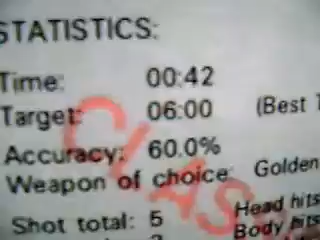 STATISTICS:
Time: 00:42
Target: 06:00 (Best
Accuracy: 60.0%
Weapon of choice: Golden
Shot total: 5 Head hits
Body hits
CLAS